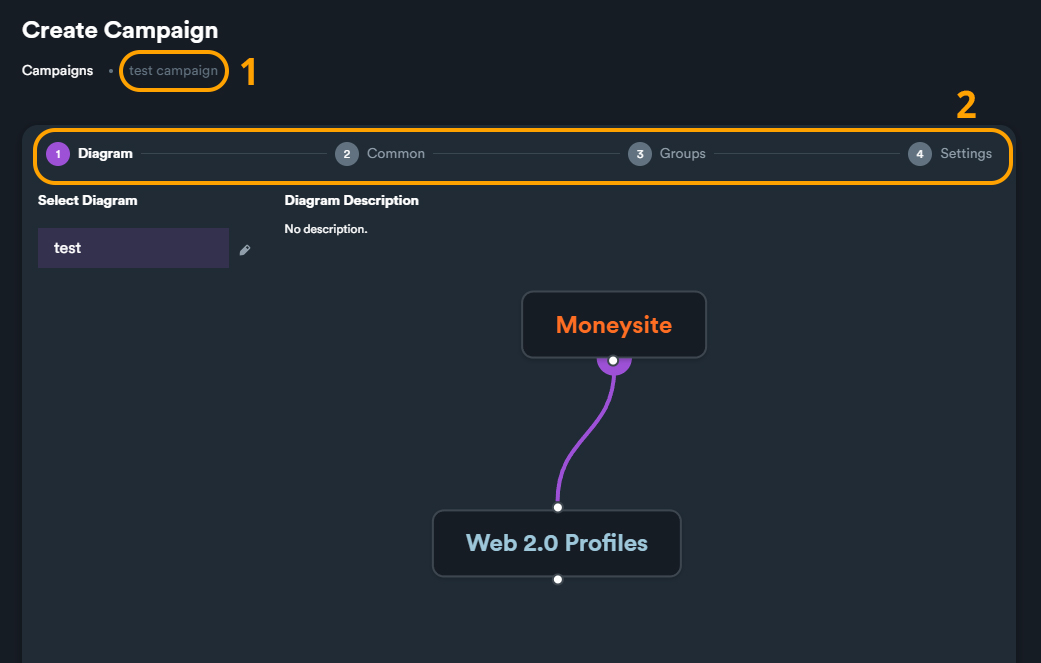 Create Campaign
Campaigns • test campaign 1
2
1 Diagram 2 Common 3 Groups 4 Settings
Select Diagram Diagram Description
test No description.
Moneysite
Web 2.0 Profiles